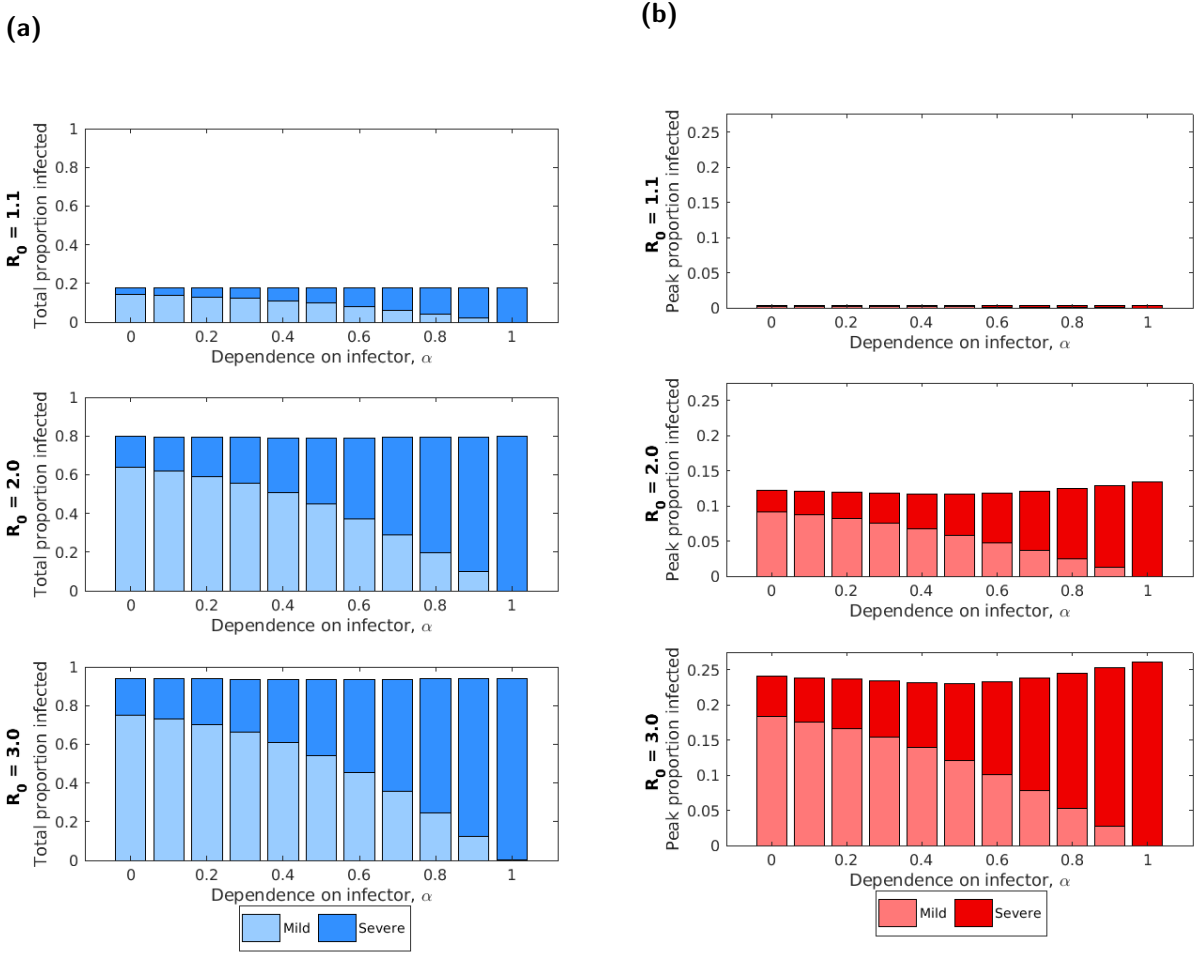 (a)
R0 = 1.1
Total proportion infected
1
0.8
0.6
0.4
0.2
0
0 0.2 0.4 0.6 0.8 1
Dependence on infector, α
R0 = 2.0
Total proportion infected
1
0.8
0.6
0.4
0.2
0
0 0.2 0.4 0.6 0.8 1
Dependence on infector, α
R0 = 3.0
Total proportion infected
1
0.8
0.6
0.4
0.2
0
0 0.2 0.4 0.6 0.8 1
Dependence on infector, α
Mild Severe
(b)
R0 = 1.1
Peak proportion infected
0.25
0.2
0.15
0.1
0.05
0
0 0.2 0.4 0.6 0.8 1
Dependence on infector, α
R0 = 2.0
Peak proportion infected
0.25
0.2
0.15
0.1
0.05
0
0 0.2 0.4 0.6 0.8 1
Dependence on infector, α
R0 = 3.0
Peak proportion infected
0.25
0.2
0.15
0.1
0.05
0
0 0.2 0.4 0.6 0.8 1
Dependence on infector, α
Mild Severe